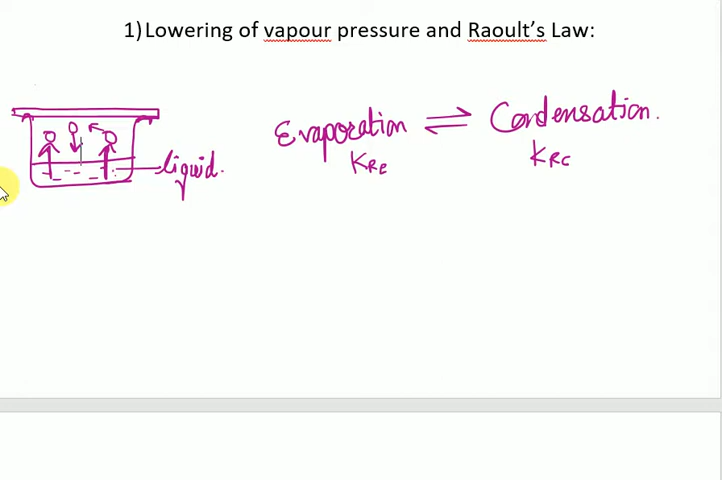 1) Lowering of vapour pressure and Raoult's Law:
Evaporation ⇌ Condensation.
KRE KRC
liquid.